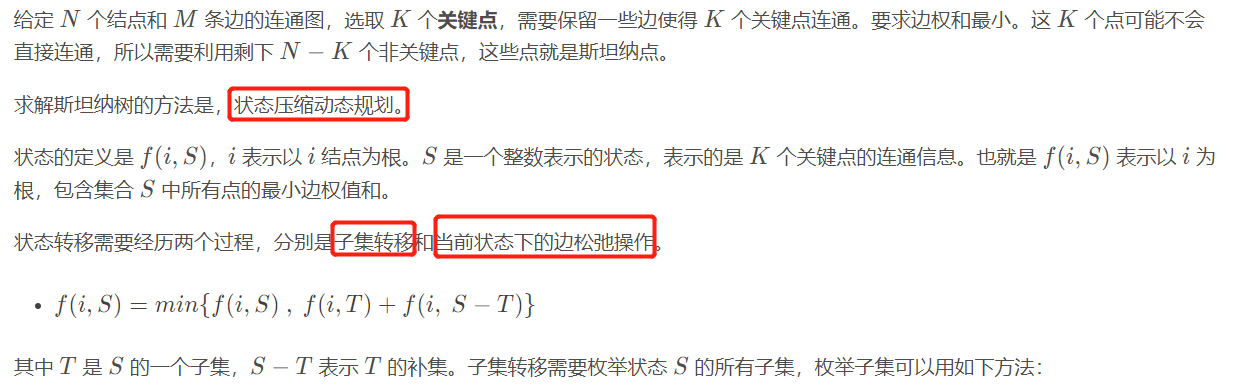 给定 N 个结点和 M 条边的连通图，选取 K 个关键点，需要保留一些边使得 K 个关键点连通。要求边权和最小。这 K 个点可能不会
直接连通，所以需要利用剩下 N − K 个非关键点，这些点就是斯坦纳点。
求解斯坦纳树的方法是，状态压缩动态规划。
状态的定义是 f(i, S)，i 表示以 i 结点为根。S 是一个整数表示的状态，表示的是 K 个关键点的连通信息。也就是 f(i, S) 表示以 i 为
根，包含集合 S 中所有点的最小边权值和。
状态转移需要经历两个过程，分别是子集转移和当前状态下的边松弛操作。
• f(i, S) = min{f(i, S) , f(i, T) + f(i, S − T)}
其中 T 是 S 的一个子集，S − T 表示 T 的补集。子集转移需要枚举状态 S 的所有子集，枚举子集可以用如下方法：